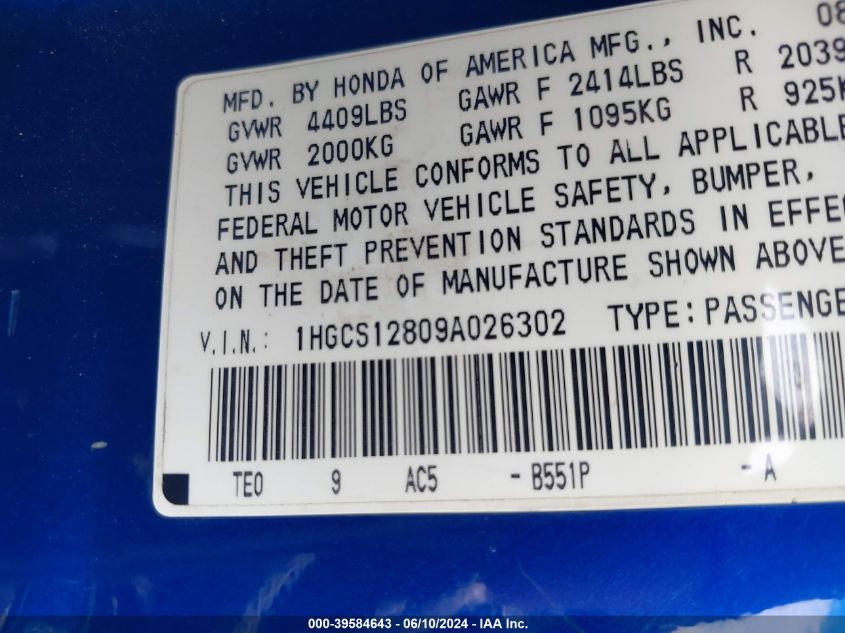 MFD. BY HONDA OF AMERICA MFG., INC. 08
GVWR 4409LBS GAWR F 2414LBS R 2039
GVWR 2000KG GAWR F 1095KG R 925K
THIS VEHICLE CONFORMS TO ALL APPLICABLE
FEDERAL MOTOR VEHICLE SAFETY, BUMPER,
AND THEFT PREVENTION STANDARDS IN EFFE
ON THE DATE OF MANUFACTURE SHOWN ABOVE
V.I.N.: 1HGCS12809A026302 TYPE: PASSENGE
TE0 9 AC5 - B551P - A
000-39584643 - 06/10/2024 - IAA Inc.